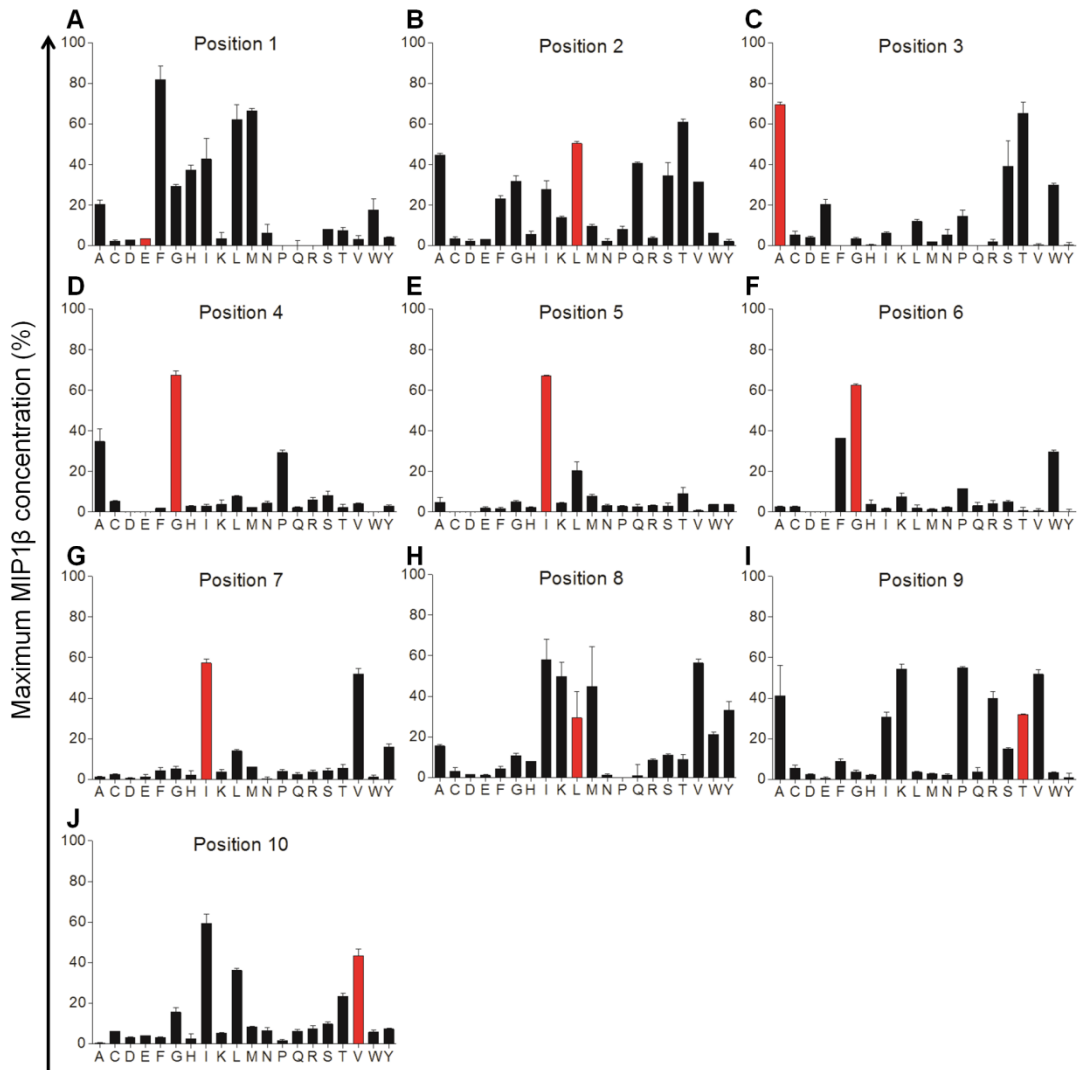 Maximum MIP1β concentration (%)
A
Position 1
100
80
60
40
20
0
A C D E F G H I K L M N P Q R S T V W Y
B
Position 2
100
80
60
40
20
0
A C D E F G H I K L M N P Q R S T V W Y
C
Position 3
100
80
60
40
20
0
A C D E F G H I K L M N P Q R S T V W Y
D
Position 4
100
80
60
40
20
0
A C D E F G H I K L M N P Q R S T V W Y
E
Position 5
100
80
60
40
20
0
A C D E F G H I K L M N P Q R S T V W Y
F
Position 6
100
80
60
40
20
0
A C D E F G H I K L M N P Q R S T V W Y
G
Position 7
100
80
60
40
20
0
A C D E F G H I K L M N P Q R S T V W Y
H
Position 8
100
80
60
40
20
0
A C D E F G H I K L M N P Q R S T V W Y
I
Position 9
100
80
60
40
20
0
A C D E F G H I K L M N P Q R S T V W Y
J
Position 10
100
80
60
40
20
0
A C D E F G H I K L M N P Q R S T V W Y